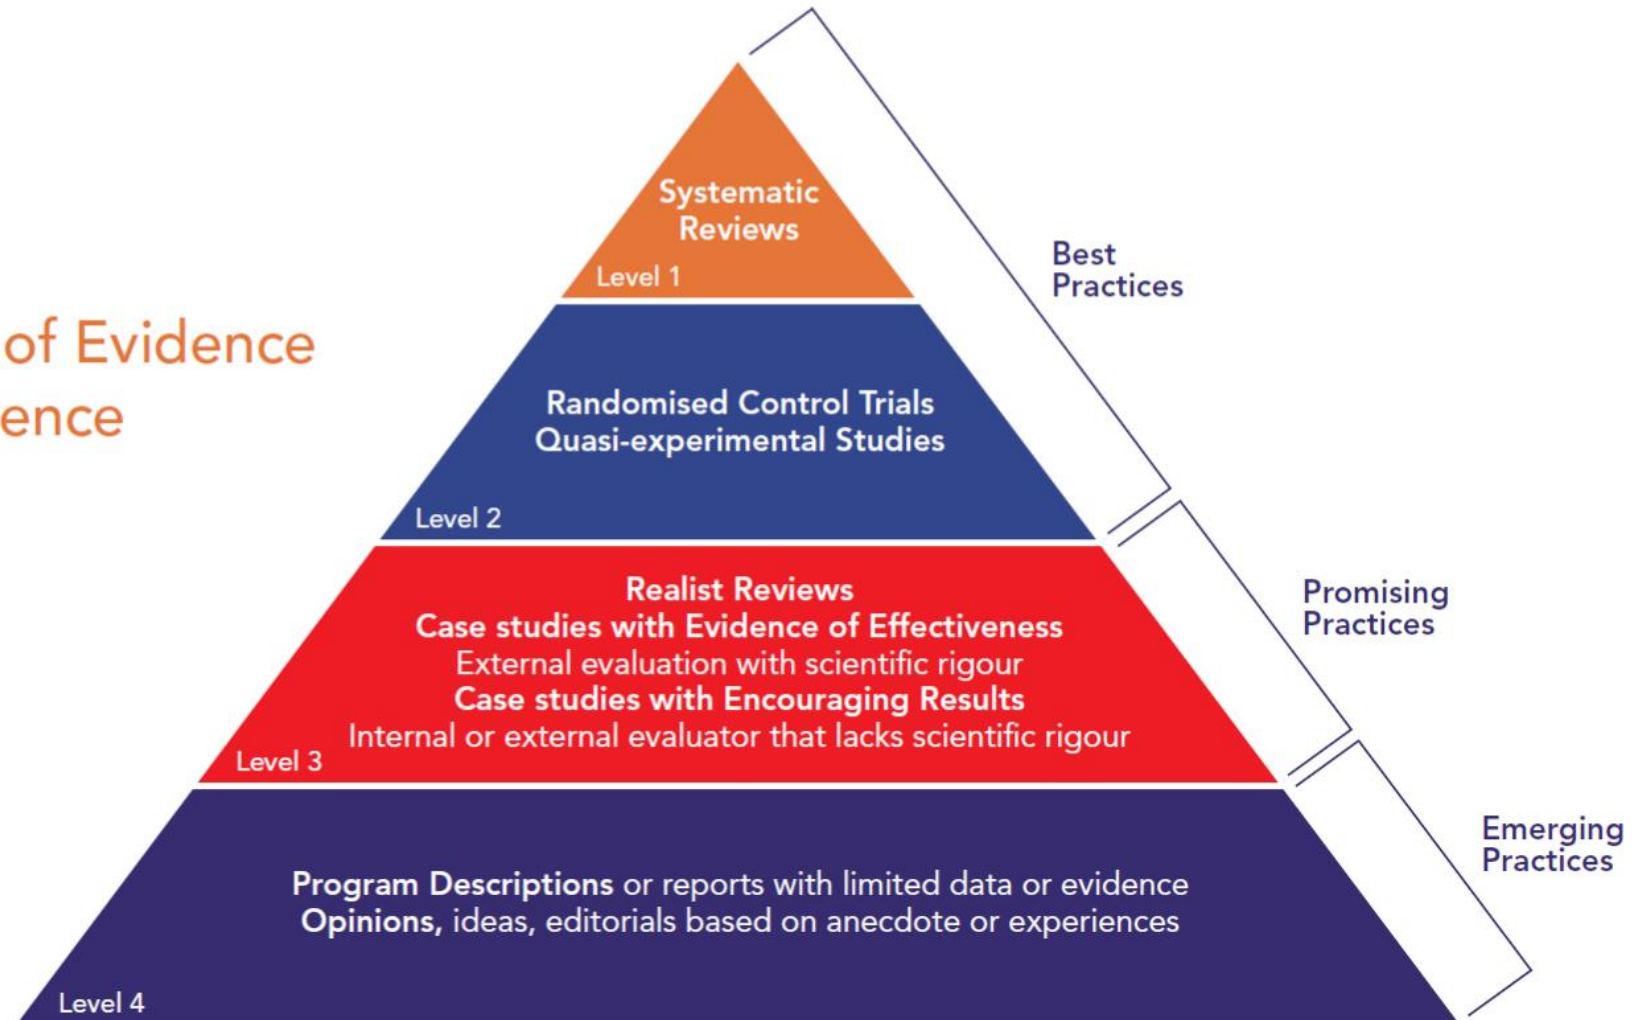 of Evidence
ence
Systematic
Reviews
Level 1
Best
Practices
Randomised Control Trials
Quasi-experimental Studies
Level 2
Realist Reviews
Case studies with Evidence of Effectiveness
External evaluation with scientific rigour
Case studies with Encouraging Results
Internal or external evaluator that lacks scientific rigour
Level 3
Promising
Practices
Program Descriptions or reports with limited data or evidence
Opinions, ideas, editorials based on anecdote or experiences
Level 4
Emerging
Practices